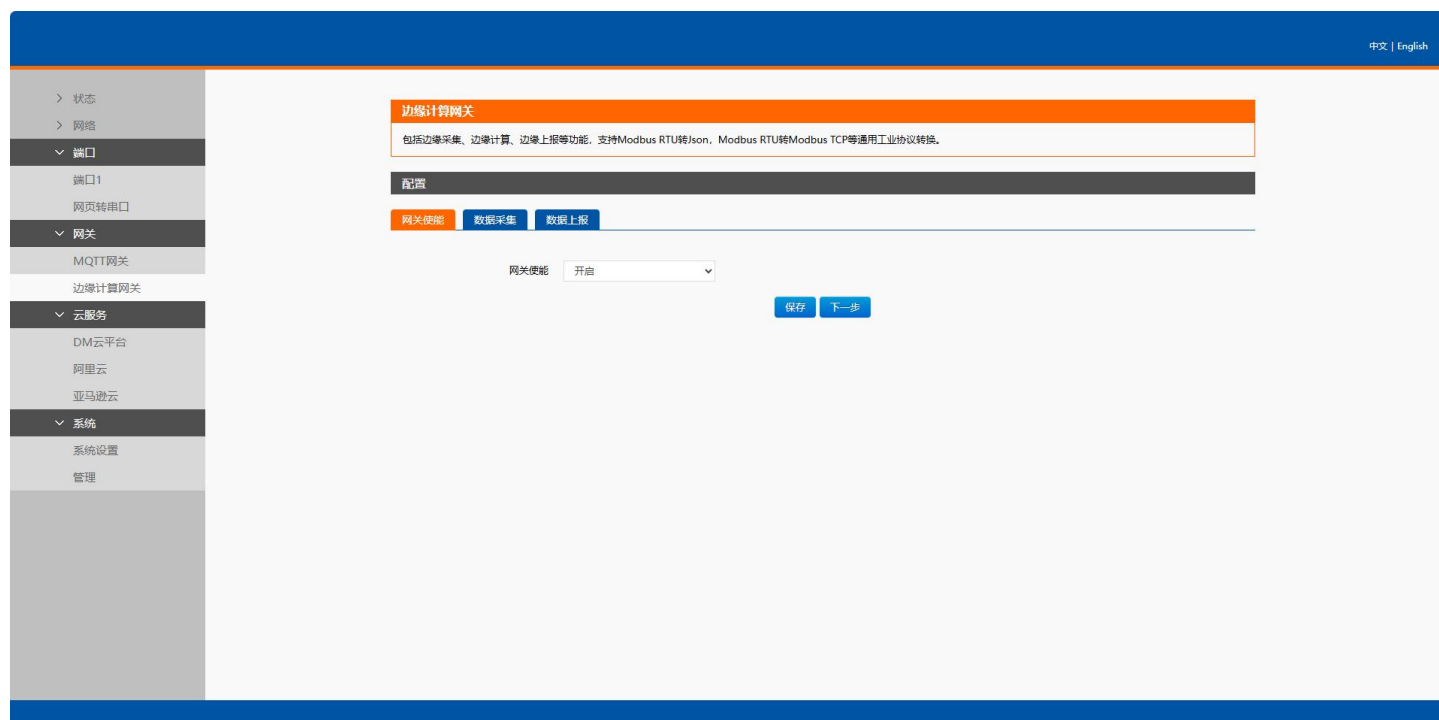 中文 | English
状态
网络
端口
端口1
网页转串口
网关
MQTT网关
边缘计算网关
云服务
DM云平台
阿里云
亚马逊云
系统
系统设置
管理
边缘计算网关
包括边缘采集、边缘计算、边缘上报等功能，支持Modbus RTU转Json，Modbus RTU转Modbus TCP等通用工业协议转换。
配置
网关使能 数据采集 数据上报
网关使能 开启
保存 下一步